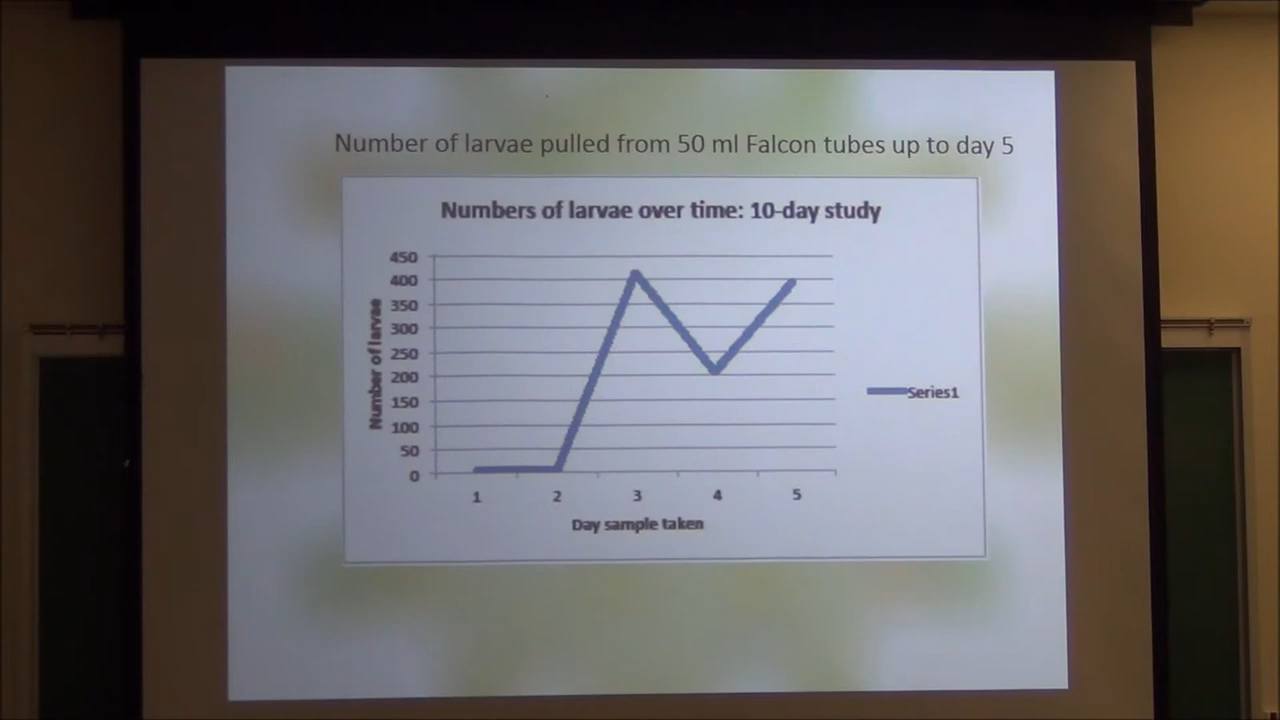 Number of larvae pulled from 50 ml Falcon tubes up to day 5
Numbers of larvae over time: 10-day study
450
400
350
300
250
200
150
100
50
0
Number of larvae
1 2 3 4 5
Day sample taken
Series1